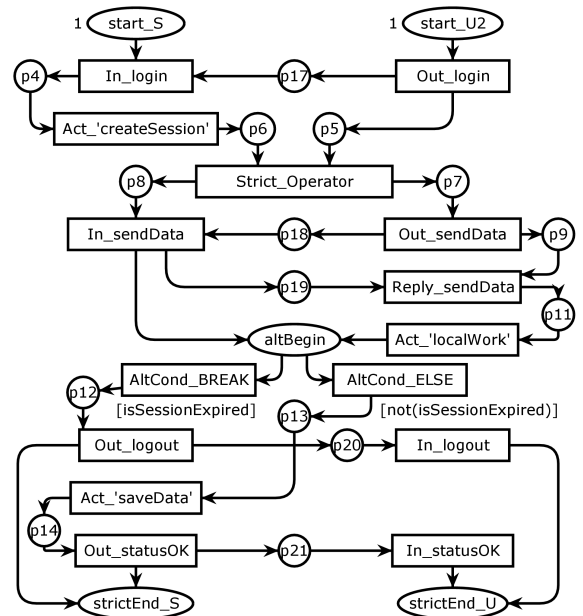 1 start_S 1 start_U2
p4 In_login p17 Out_login
Act_'createSession' p6 p5
p8 Strict_Operator p7
In_sendData p18 Out_sendData p9
p19 Reply_sendData
p11
altBegin Act_'localWork'
AltCond_BREAK AltCond_ELSE
p12 [isSessionExpired] p13 [not(isSessionExpired)]
Out_logout p20 In_logout
Act_'saveData'
p14
Out_statusOK p21 In_statusOK
strictEnd_S strictEnd_U